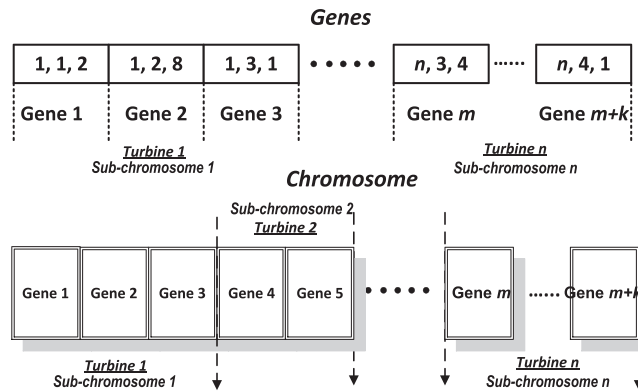 Genes
1, 1, 2 1, 2, 8 1, 3, 1 • • • • • n, 3, 4 ...... n, 4, 1
Gene 1 Gene 2 Gene 3 Gene m Gene m+k
Turbine 1 Turbine n
Sub-chromosome 1 Sub-chromosome n
Chromosome
Sub-chromosome 2
Turbine 2
Gene 1 Gene 2 Gene 3 Gene 4 Gene 5 • • • • • Gene m ...... Gene m+k
Turbine 1 Turbine n
Sub-chromosome 1 Sub-chromosome n